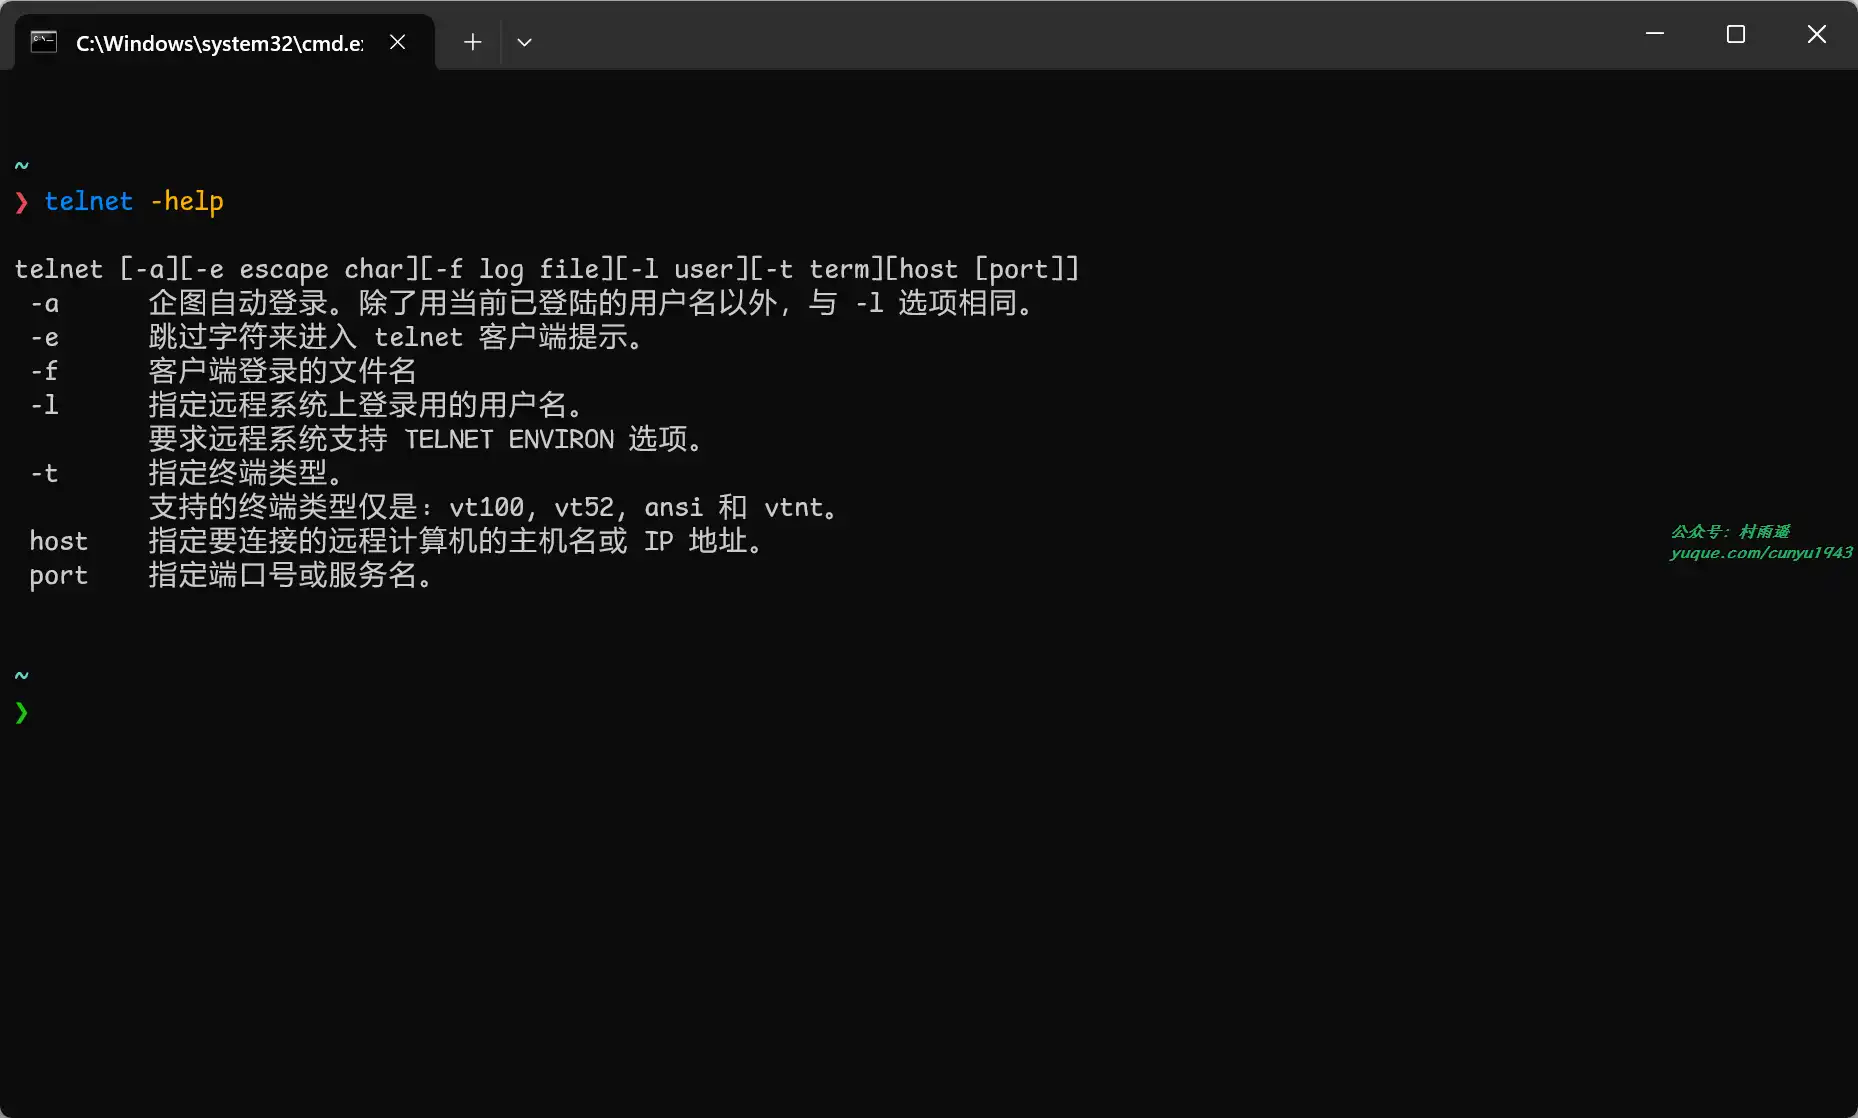 C:\Windows\system32\cmd.e
~
❯ telnet -help
telnet [-a][-e escape char][-f log file][-l user][-t term][host [port]]
-a 企图自动登录。除了用当前已登陆的用户名以外，与 -l 选项相同。
-e 跳过字符来进入 telnet 客户端提示。
-f 客户端登录的文件名
-l 指定远程系统上登录用的用户名。
要求远程系统支持 TELNET ENVIRON 选项。
-t 指定终端类型。
支持的终端类型仅是: vt100, vt52, ansi 和 vtnt。
host 指定要连接的远程计算机的主机名或 IP 地址。
port 指定端口号或服务名。
公众号：村雨遥
yuque.com/cunyu1943
~
❯